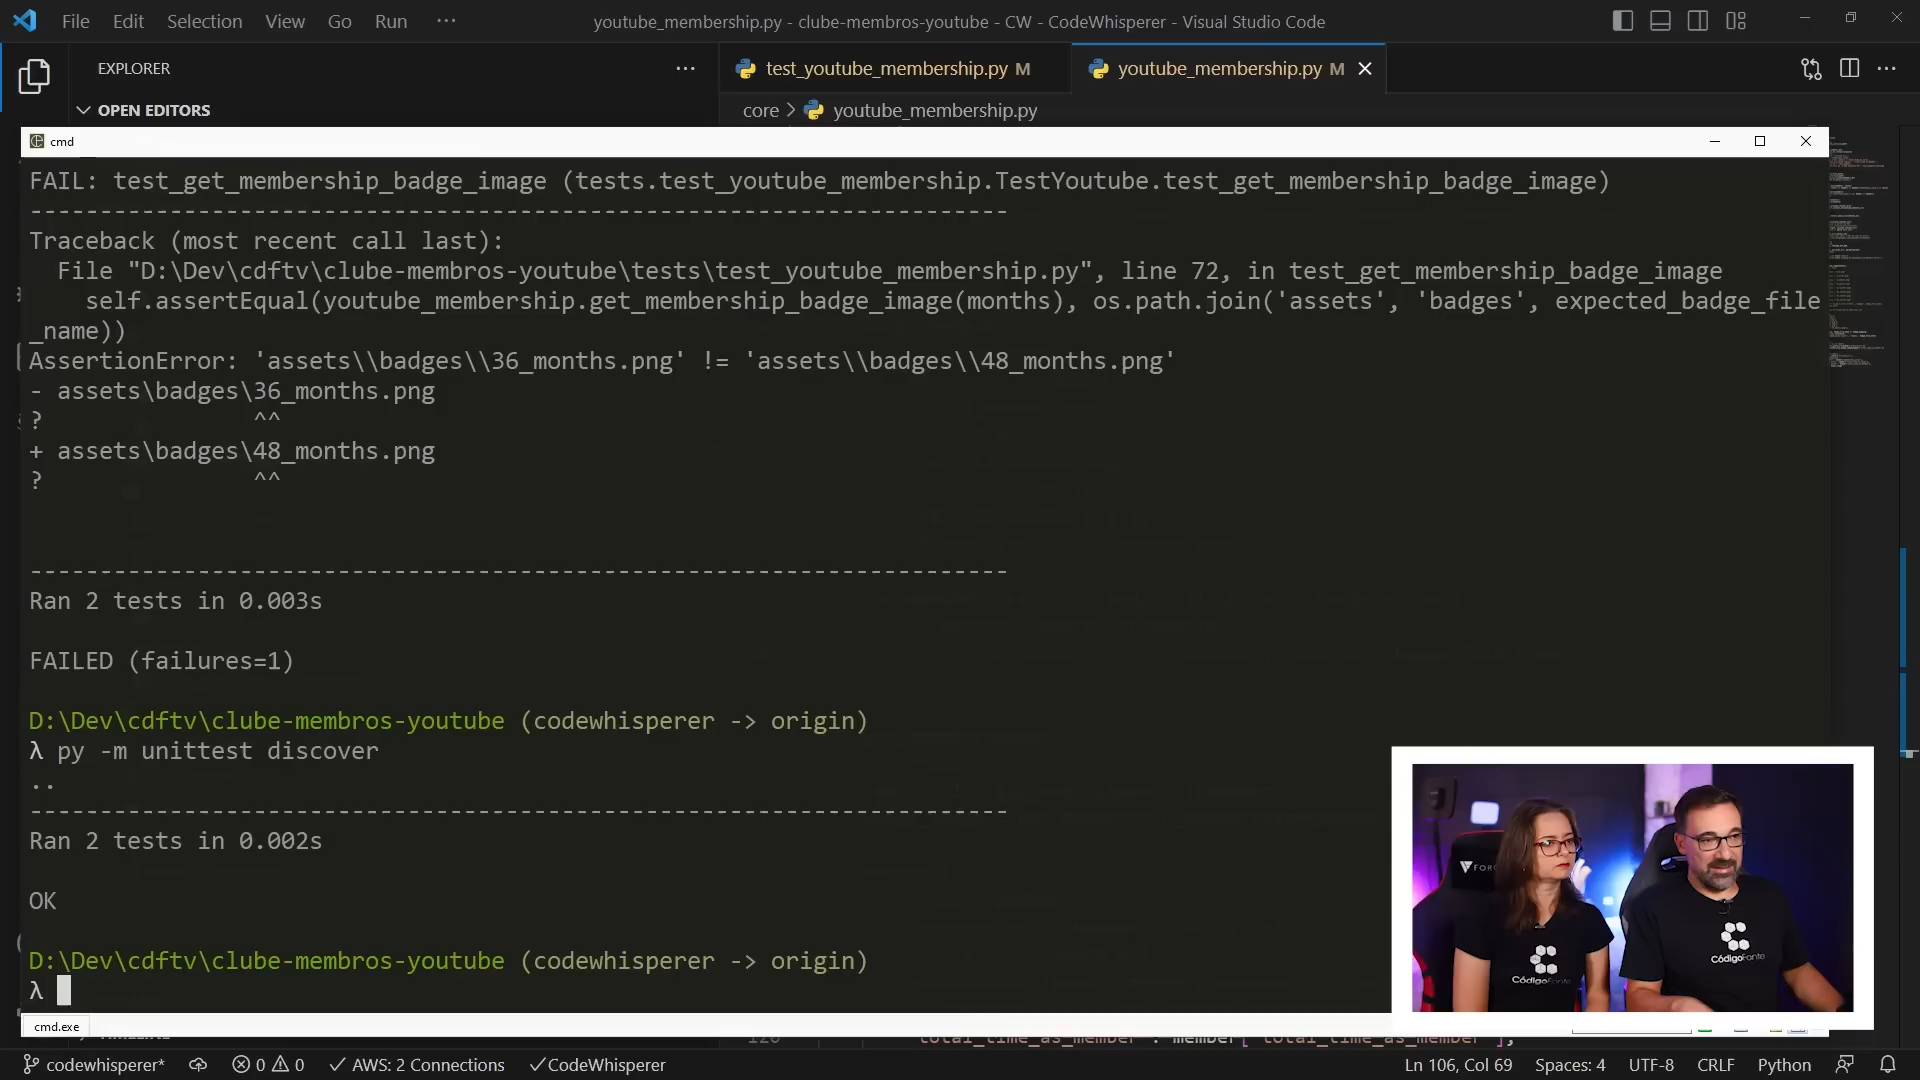 File Edit Selection View Go Run ···
youtube_membership.py - clube-membros-youtube - CW - CodeWhisperer - Visual Studio Code
EXPLORER
test_youtube_membership.py M
youtube_membership.py M
OPEN EDITORS
core > youtube_membership.py
cmd
FAIL: test_get_membership_badge_image (tests.test_youtube_membership.TestYoutube.test_get_membership_badge_image)
----------------------------------------------------------------------
Traceback (most recent call last):
File "D:\Dev\cdftv\clube-membros-youtube\tests\test_youtube_membership.py", line 72, in test_get_membership_badge_image
self.assertEqual(youtube_membership.get_membership_badge_image(months), os.path.join('assets', 'badges', expected_badge_file
_name))
AssertionError: 'assets\\badges\\36_months.png' != 'assets\\badges\\48_months.png'
- assets\badges\36_months.png
? ^^
+ assets\badges\48_months.png
? ^^
----------------------------------------------------------------------
Ran 2 tests in 0.003s
FAILED (failures=1)
D:\Dev\cdftv\clube-membros-youtube (codewhisperer -> origin)
λ py -m unittest discover
..
----------------------------------------------------------------------
Ran 2 tests in 0.002s
OK
D:\Dev\cdftv\clube-membros-youtube (codewhisperer -> origin)
λ
CódigoFonte
CódigoFonte
cmd.exe
codewhisperer* 0 0 AWS: 2 Connections CodeWhisperer
Ln 106, Col 69 Spaces: 4 UTF-8 CRLF Python